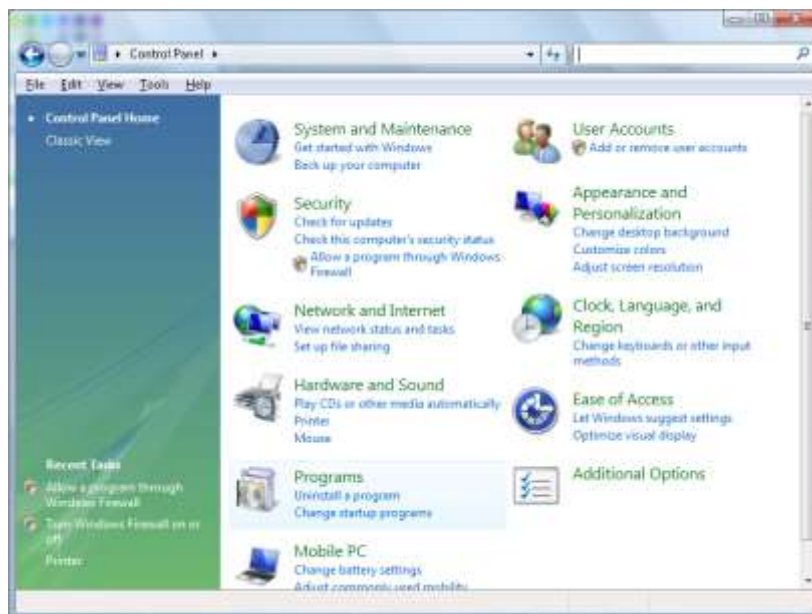 Control Panel
File Edit View Tools Help
Control Panel Home
Classic View
System and Maintenance
Get started with Windows
Back up your computer
Security
Check for updates
Check this computer's security status
Allow a program through Windows
Firewall
Network and Internet
View network status and tasks
Set up file sharing
Hardware and Sound
Play CDs or other media automatically
Printer
Mouse
Programs
Uninstall a program
Change startup programs
Mobile PC
Change battery settings
Adjust commonly used mobility
User Accounts
Add or remove user accounts
Appearance and
Personalization
Change desktop background
Customize colors
Adjust screen resolution
Clock, Language, and
Region
Change keyboards or other input
methods
Ease of Access
Let Windows suggest settings
Optimize visual display
Additional Options
Recent Tasks
Allow a program through
Windows Firewall
Turn Windows Firewall on or
off
Printer